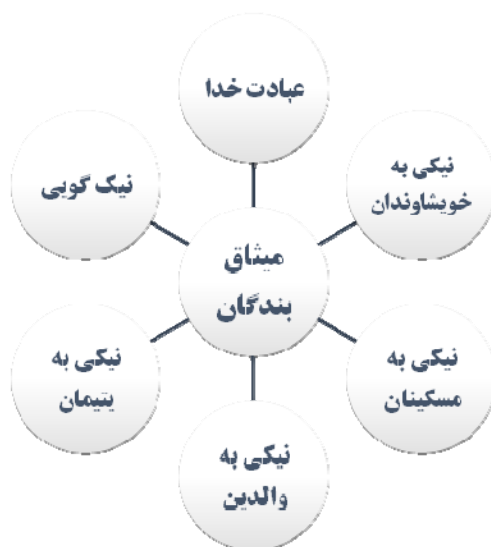 عبادت خدا
نیکی به
خویشاوندان
نیک گویی
میثاق
بندگان
نیکی به
مسکینان
نیکی به
یتیمان
نیکی به
والدین